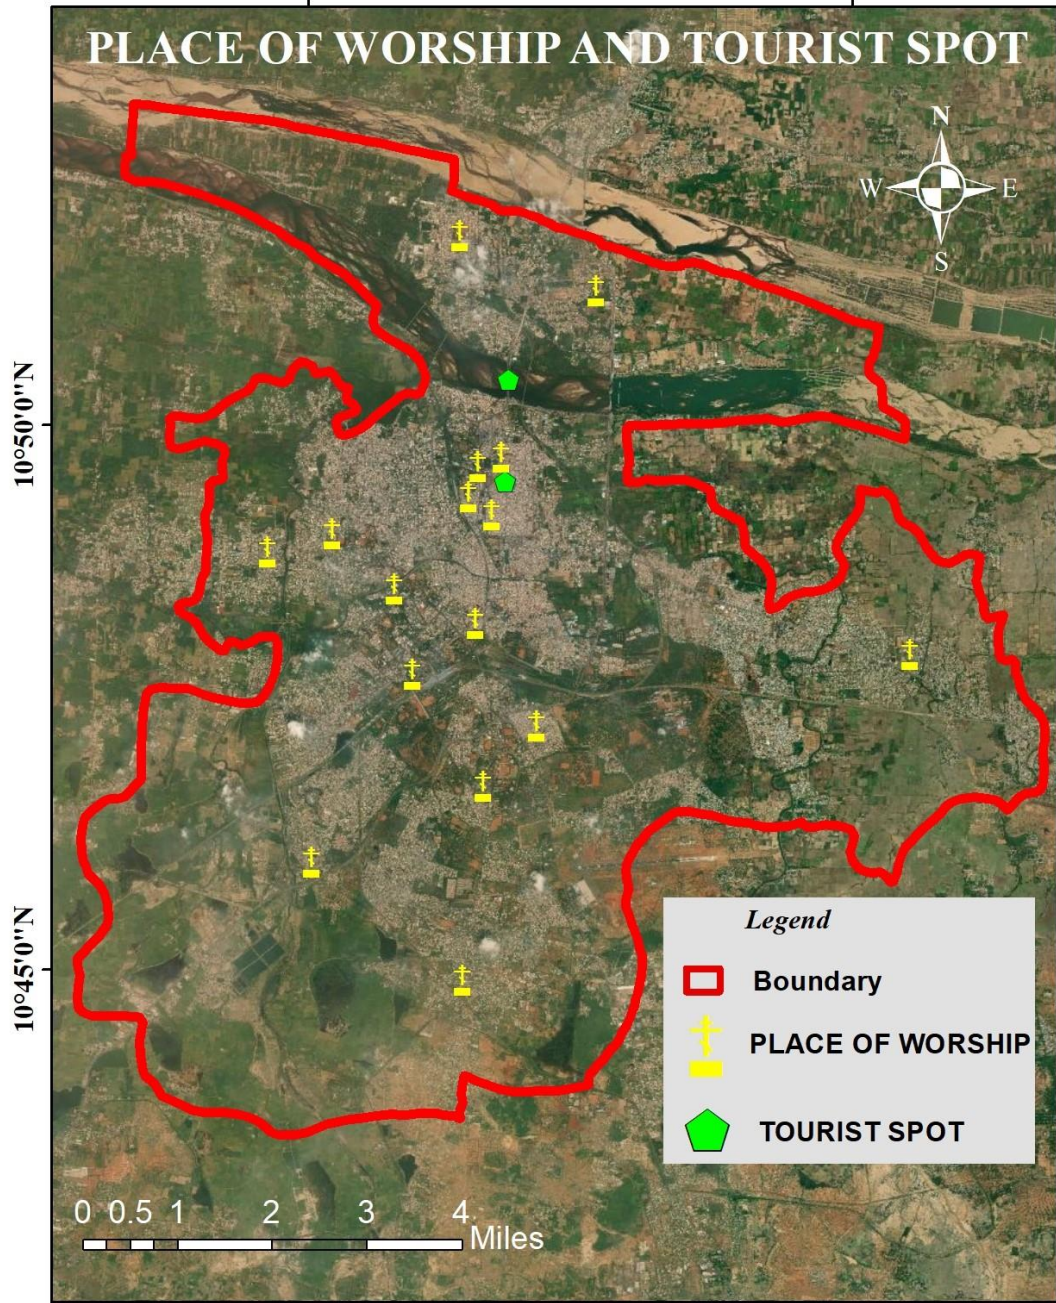 PLACE OF WORSHIP AND TOURIST SPOT
N
W E
S
10°50'0"N
10°45'0"N
Legend
Boundary
PLACE OF WORSHIP
TOURIST SPOT
0 0.5 1 2 3 4
Miles